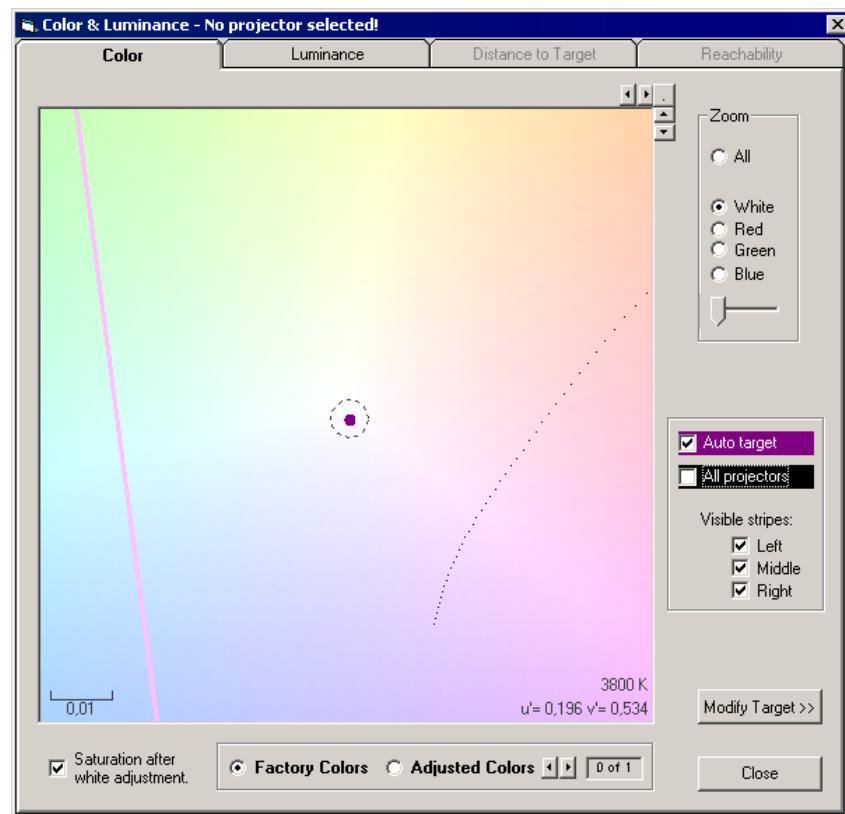 Color & Luminance - No projector selected!
Color Luminance Distance to Target Reachability
.
Zoom
All
White
Red
Green
Blue
Auto target
All projectors
Visible stripes:
Left
Middle
Right
3800 K
0,01 u'= 0,196 v'= 0,534
Modify Target >>
Saturation after
white adjustment.
Factory Colors Adjusted Colors 0 of 1
Close